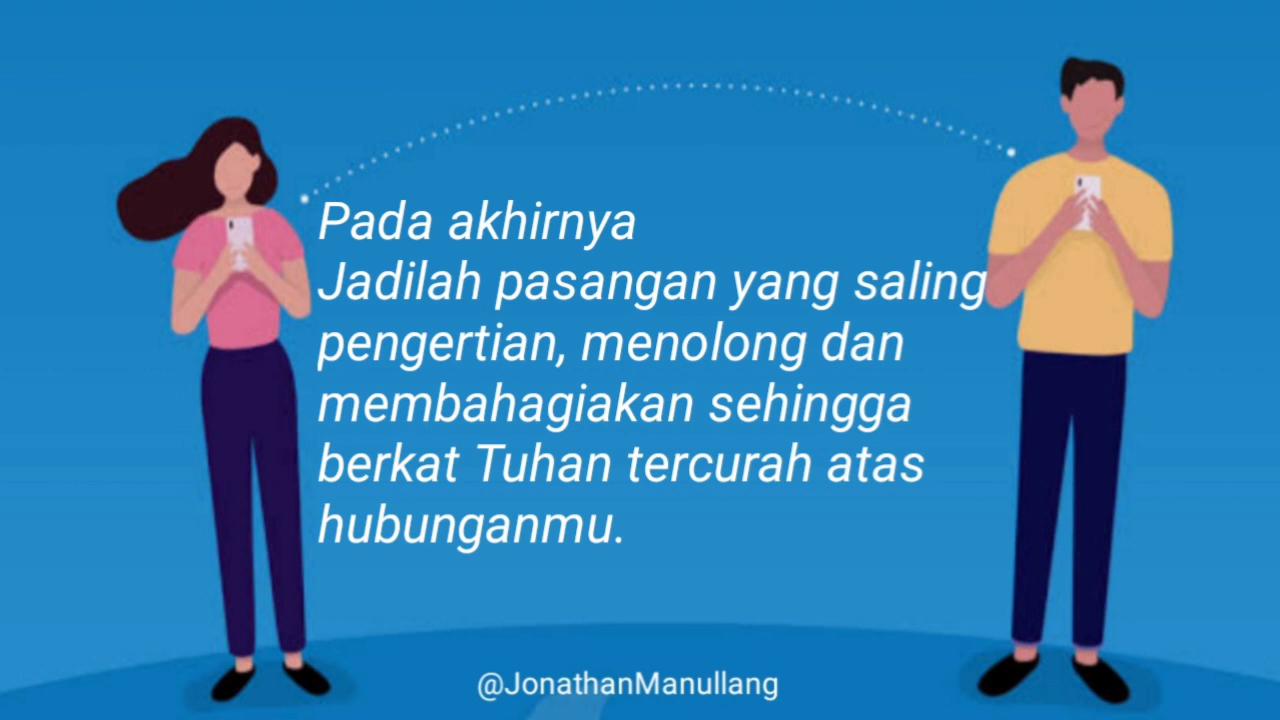 Pada akhirnya
Jadilah pasangan yang saling
pengertian, menolong dan
membahagiakan sehingga
berkat Tuhan tercurah atas
hubunganmu.
@JonathanManullang